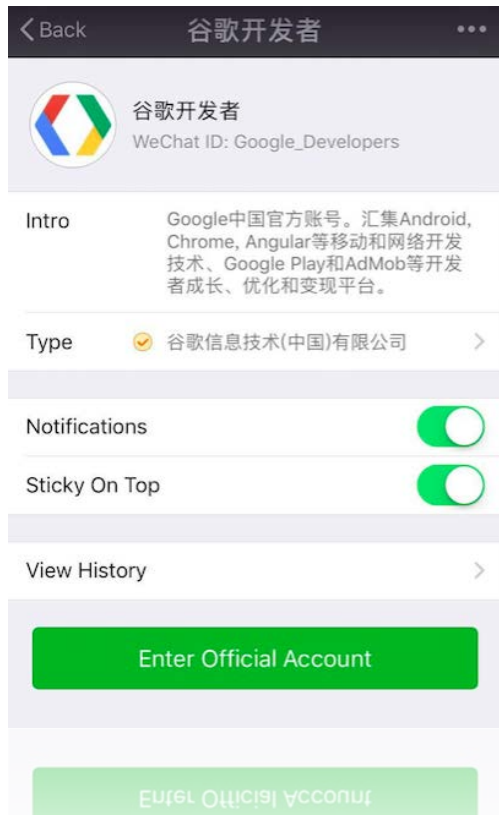 Back 谷歌开发者
谷歌开发者
WeChat ID: Google_Developers
Intro Google中国官方账号。汇集Android,
Chrome, Angular等移动和网络开发
技术、Google Play和AdMob等开发
者成长、优化和变现平台。
Type 谷歌信息技术(中国)有限公司
Notifications
Sticky On Top
View History
Enter Official Account
Enter Official Account